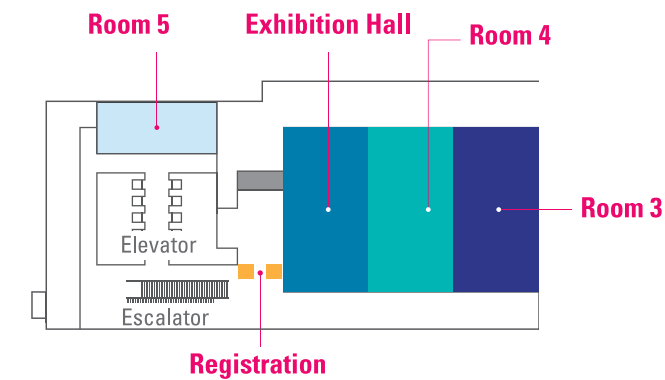 Room 5
Exhibition Hall
Room 4
Room 3
Elevator
Escalator
Registration